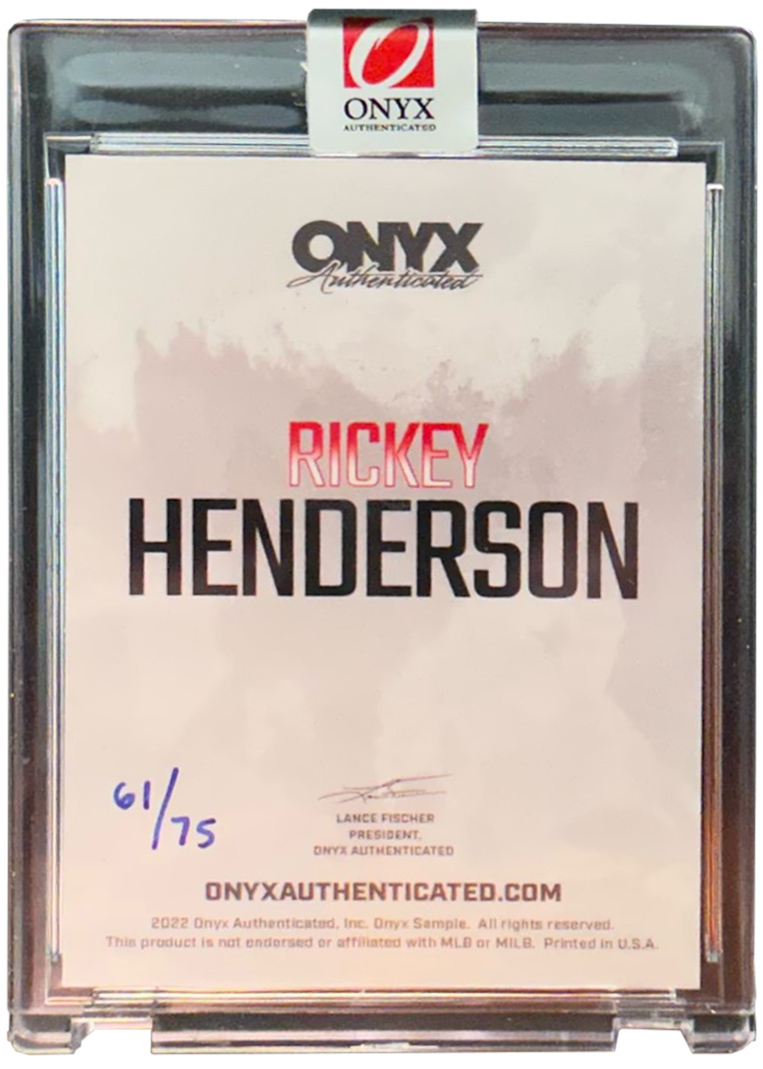 ONYX
AUTHENTICATED
ONYX
Authenticated
RICKEY
HENDERSON
61/75
LANCE FISCHER
PRESIDENT,
ONYX AUTHENTICATED
ONYXAUTHENTICATED.COM
2022 Onyx Authenticated, Inc. Onyx Sample. All rights reserved.
This product is not endorsed or affiliated with MLB or MILB. Printed in U.S.A.